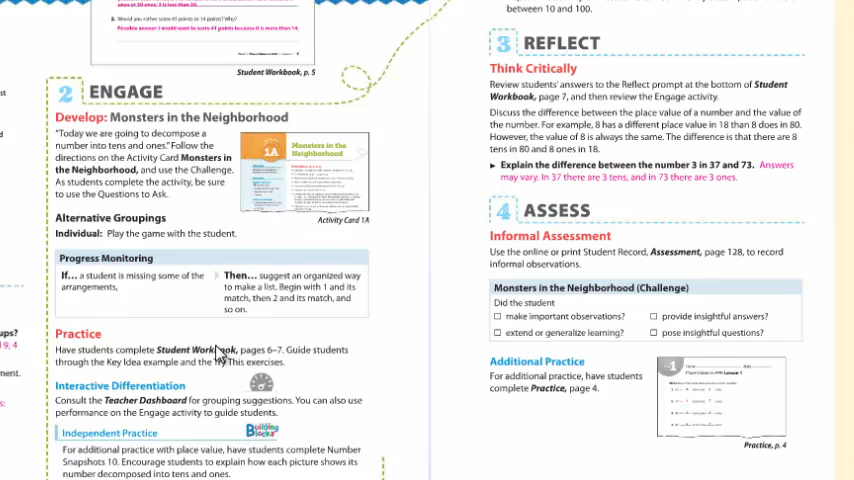 ones or 30 ones; 3 is less than 30.
3. Would you rather score 41 points or 14 points? Why?
Possible answer: I would want to score 41 points because it is more than 14.
Student Workbook, p. 5
2 ENGAGE
Develop: Monsters in the Neighborhood
"Today we are going to decompose a
number into tens and ones." Follow the
directions on the Activity Card Monsters in
the Neighborhood, and use the Challenge.
As students complete the activity, be sure
to use the Questions to Ask.
1A
Monsters in the
Neighborhood
Activity Card 1A
Alternative Groupings
Individual: Play the game with the student.
Progress Monitoring
If… a student is missing some of the
arrangements,
Then… suggest an organized way
to make a list. Begin with 1 and its
match, then 2 and its match, and
so on.
Practice
Have students complete Student Workbook, pages 6–7. Guide students
through the Key Idea example and the Try This exercises.
Interactive Differentiation
Consult the Teacher Dashboard for grouping suggestions. You can also use
performance on the Engage activity to guide students.
Independent Practice
Building Blocks
For additional practice with place value, have students complete Number
Snapshots 10. Encourage students to explain how each picture shows its
number decomposed into tens and ones.
ups?
9, 4
ment.
between 10 and 100.
3 REFLECT
Think Critically
Review students' answers to the Reflect prompt at the bottom of Student
Workbook, page 7, and then review the Engage activity.
Discuss the difference between the place value of a number and the value of
the number. For example, 8 has a different place value in 18 than 8 does in 80.
However, the value of 8 is always the same. The difference is that there are 8
tens in 80 and 8 ones in 18.
► Explain the difference between the number 3 in 37 and 73. Answers
may vary. In 37 there are 3 tens, and in 73 there are 3 ones.
4 ASSESS
Informal Assessment
Use the online or print Student Record, Assessment, page 128, to record
informal observations.
Monsters in the Neighborhood (Challenge)
Did the student
☐ make important observations? ☐ provide insightful answers?
☐ extend or generalize learning? ☐ pose insightful questions?
Additional Practice
For additional practice, have students
complete Practice, page 4.
Lesson 1
Practice, p. 4